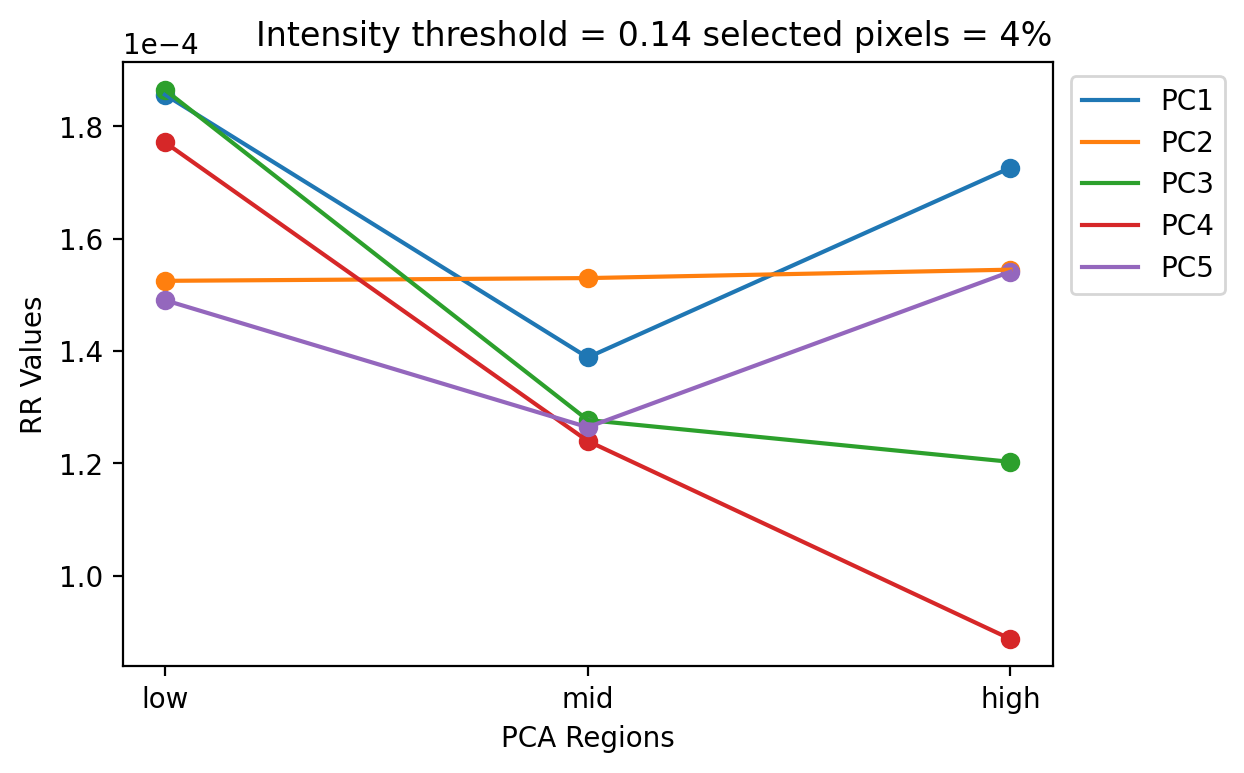 Intensity threshold = 0.14 selected pixels = 4%
1e−4
1.8
1.6
1.4
1.2
1.0
RR Values
low
mid
high
PCA Regions
PC1
PC2
PC3
PC4
PC5